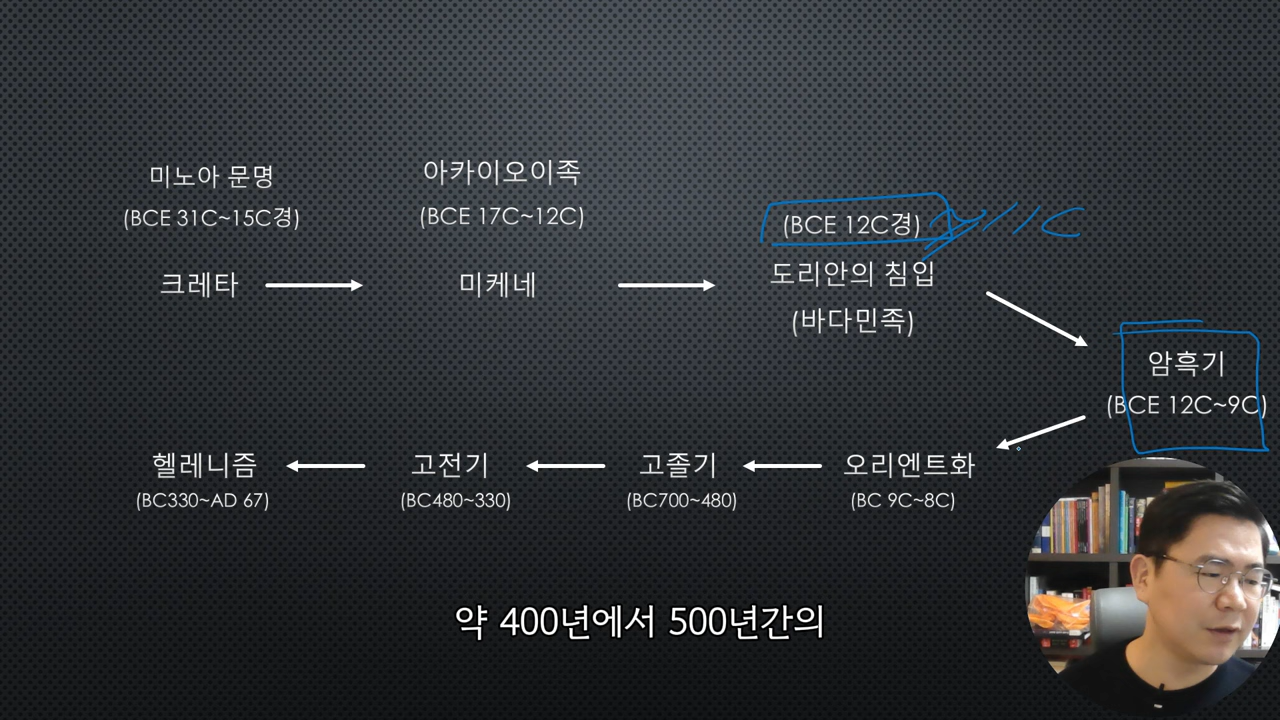 미노아 문명
(BCE 31C~15C경)
크레타
아카이오이족
(BCE 17C~12C)
미케네
(BCE 12C경)
11C
도리안의 침입
(바다민족)
암흑기
(BCE 12C~9C)
오리엔트화
(BC 9C~8C)
고졸기
(BC700~480)
고전기
(BC480~330)
헬레니즘
(BC330~AD 67)
약 400년에서 500년간의